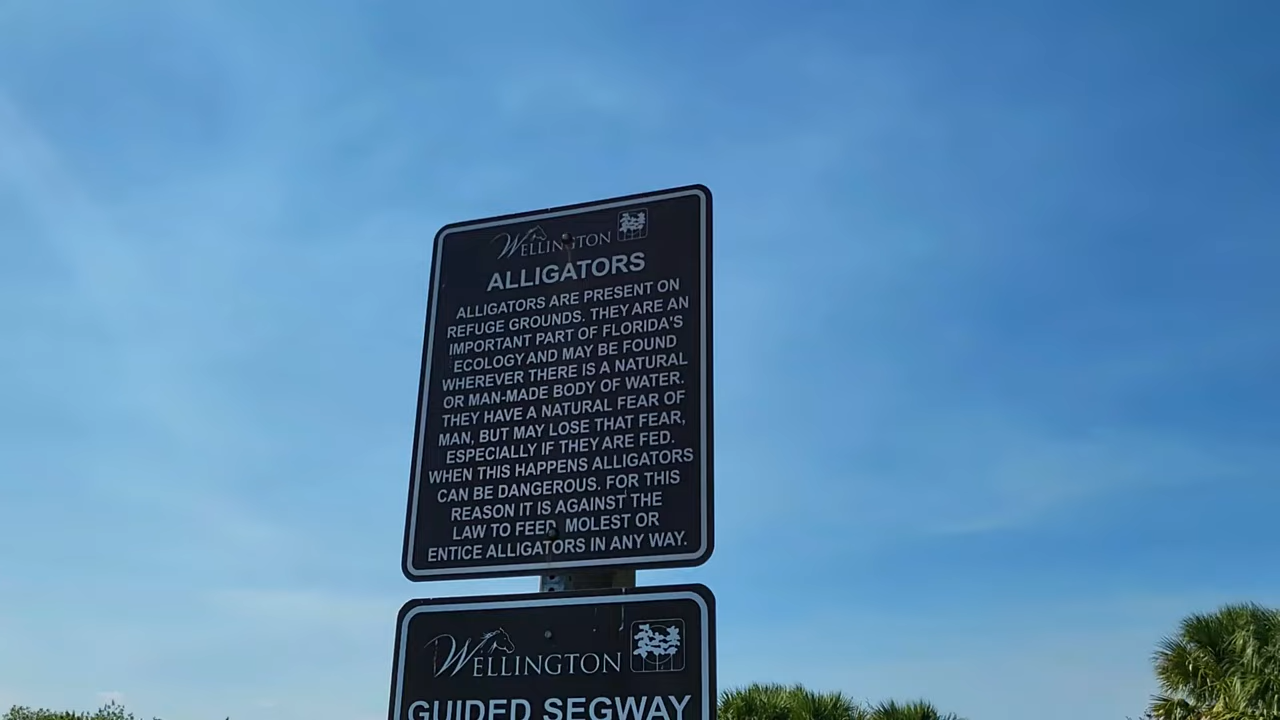 WELLINGTON
ALLIGATORS
ALLIGATORS ARE PRESENT ON
REFUGE GROUNDS. THEY ARE AN
IMPORTANT PART OF FLORIDA'S
ECOLOGY AND MAY BE FOUND
WHEREVER THERE IS A NATURAL
OR MAN-MADE BODY OF WATER.
THEY HAVE A NATURAL FEAR OF
MAN, BUT MAY LOSE THAT FEAR,
ESPECIALLY IF THEY ARE FED.
WHEN THIS HAPPENS ALLIGATORS
CAN BE DANGEROUS. FOR THIS
REASON IT IS AGAINST THE
LAW TO FEED MOLEST OR
ENTICE ALLIGATORS IN ANY WAY.
WELLINGTON
GUIDED SEGWAY